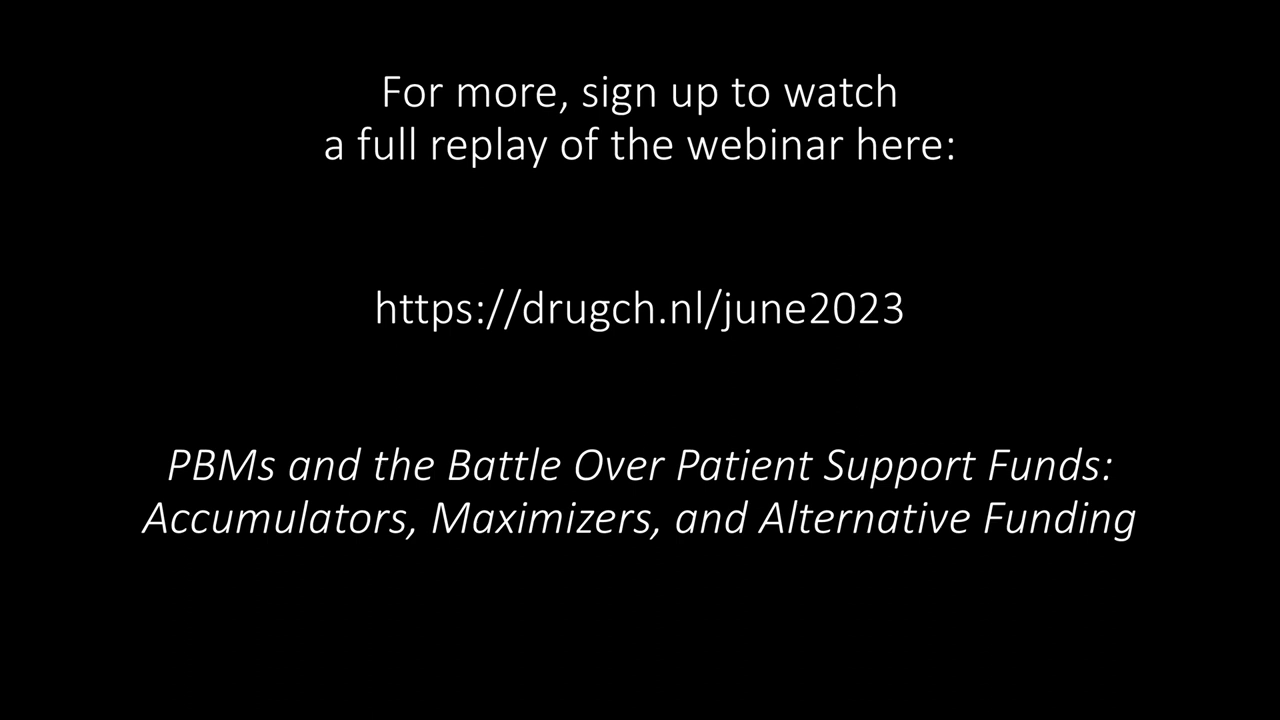 For more, sign up to watch
a full replay of the webinar here:
https://drugch.nl/june2023
PBMs and the Battle Over Patient Support Funds:
Accumulators, Maximizers, and Alternative Funding